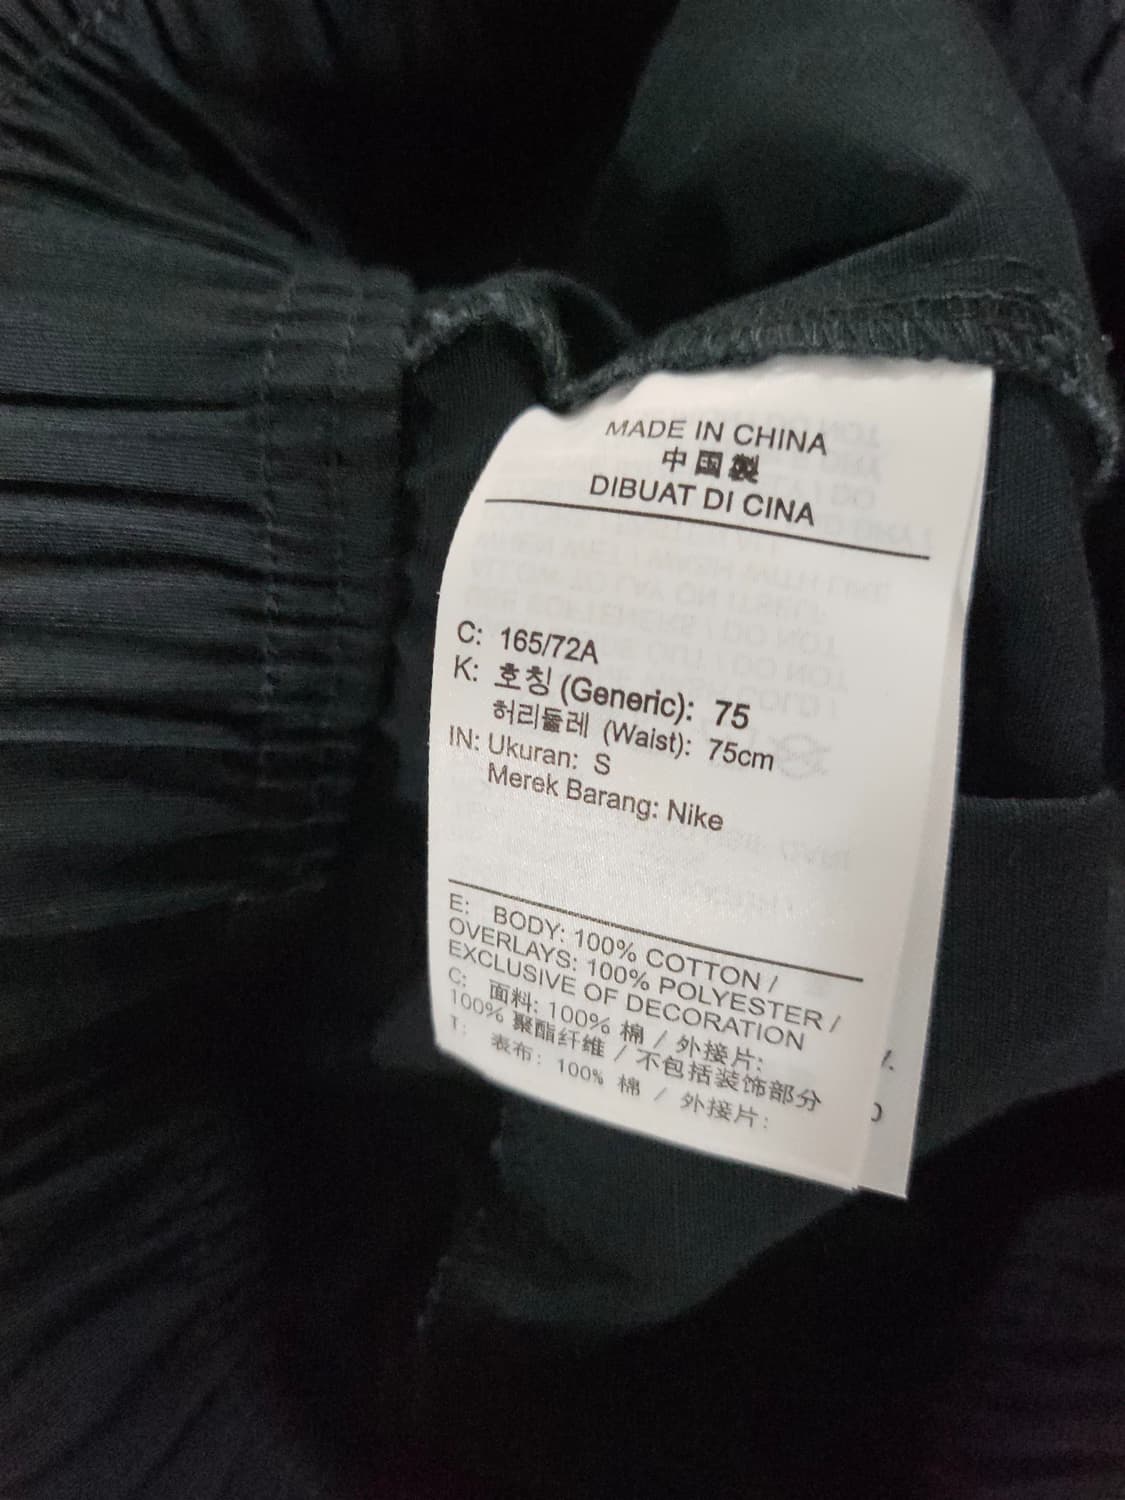 MADE IN CHINA
中国製
DIBUAT DI CINA
C: 165/72A
K: 호칭 (Generic): 75
허리둘레 (Waist): 75cm
IN: Ukuran: S
Merek Barang: Nike
E: BODY: 100% COTTON /
OVERLAYS: 100% POLYESTER /
EXCLUSIVE OF DECORATION
C: 面料: 100% 棉 / 外接片:
100% 聚酯纤维 / 不包括装饰部分
T: 表布: 100% 棉 / 外接片: